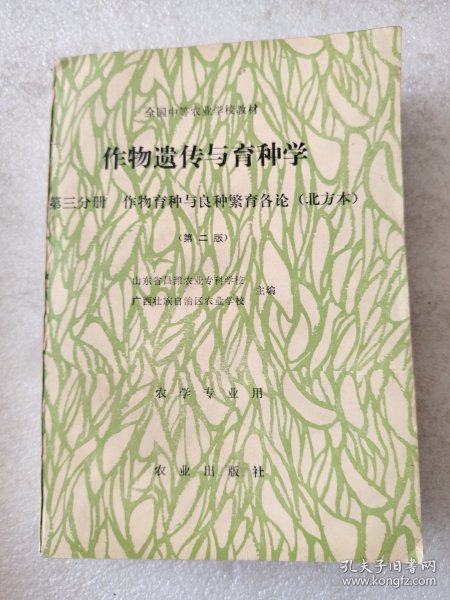 全国中等农业学校教材
作物遗传与育种学
第三分册 作物育种与良种繁育各论（北方本）
（第二版）
山东省昌潍农业专科学校
广西壮族自治区农业学校
主编
农学专业用
农业出版社
孔夫子旧书网
www.kongfz.com